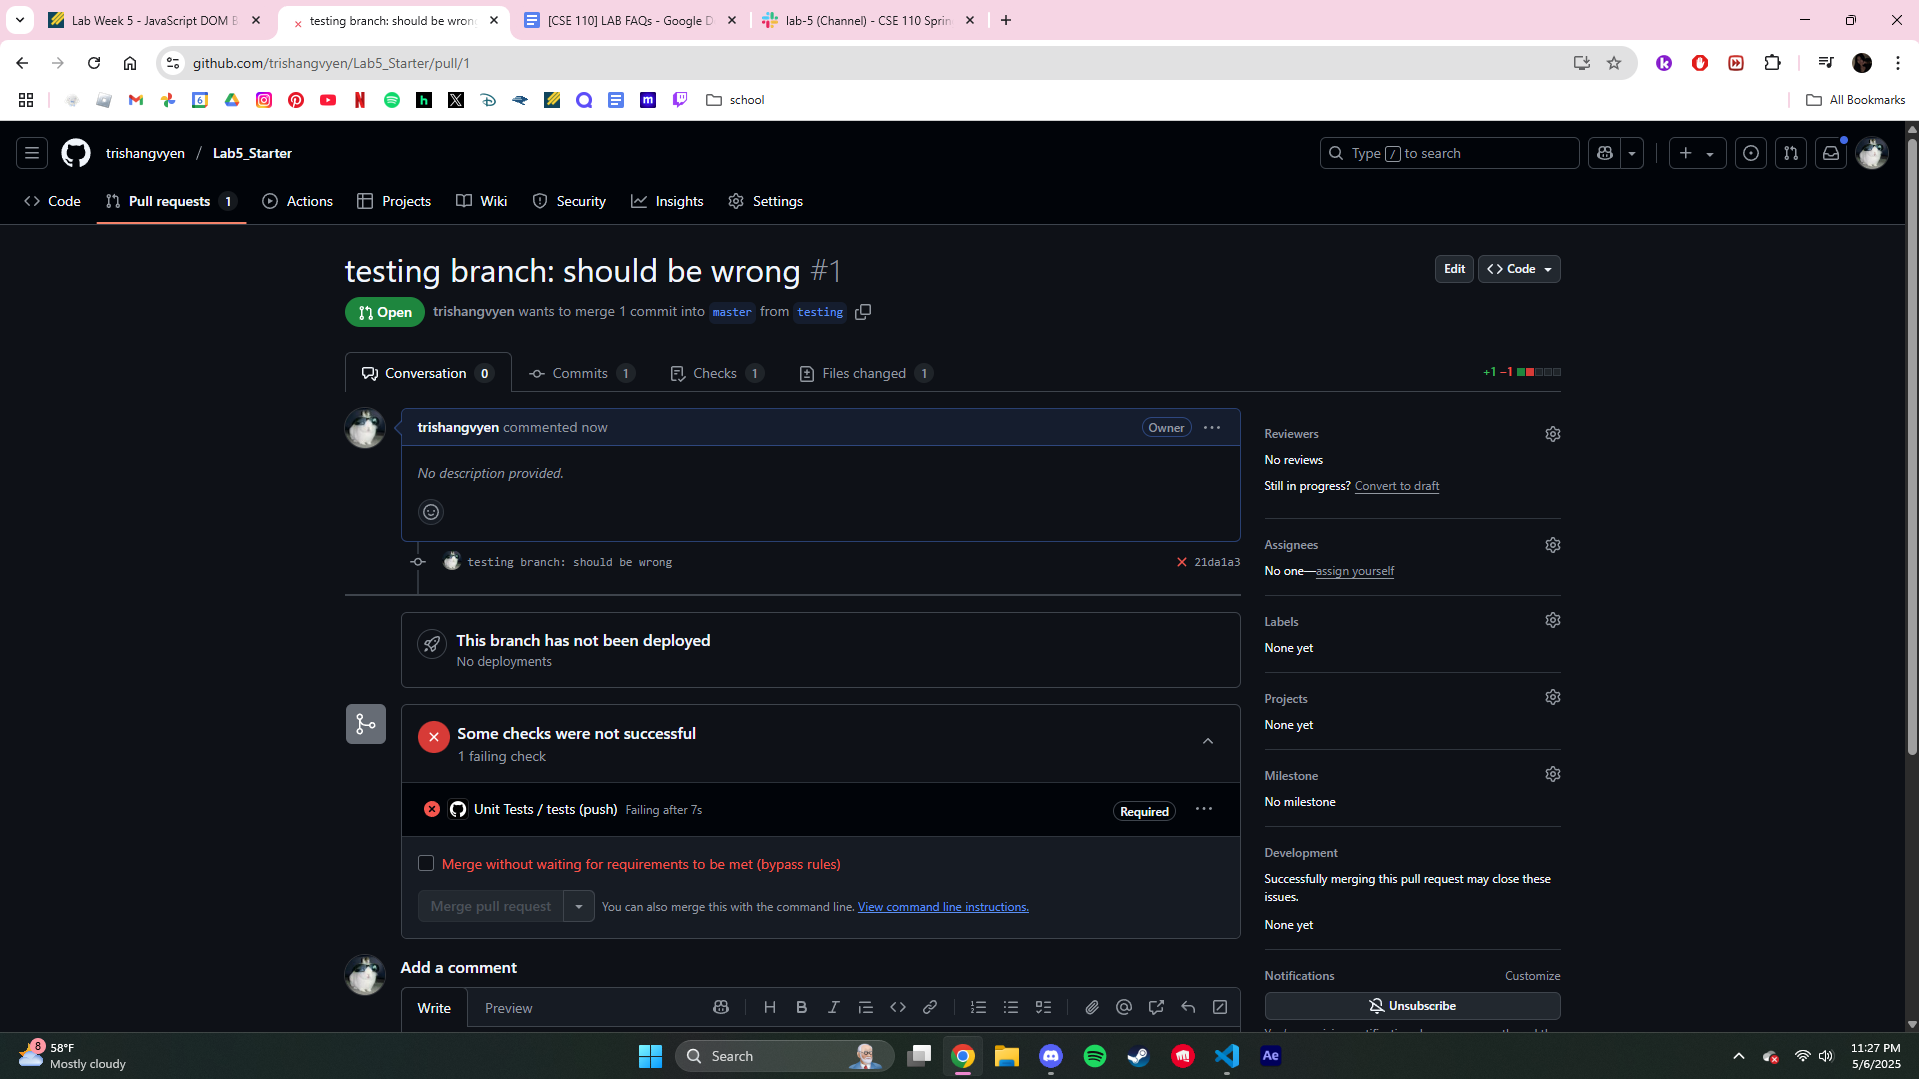 Lab Week 5 - JavaScript DOM B
testing branch: should be wrong
[CSE 110] LAB FAQs - Google D
lab-5 (Channel) - CSE 110 Sprin
github.com/trishangvyen/Lab5_Starter/pull/1
school
All Bookmarks
trishangvyen / Lab5_Starter
Type / to search
Code
Pull requests 1
Actions
Projects
Wiki
Security
Insights
Settings
testing branch: should be wrong #1
Edit
Code
Open
trishangvyen wants to merge 1 commit into master from testing
Conversation 0
Commits 1
Checks 1
Files changed 1
+1 −1
trishangvyen commented now
Owner
No description provided.
testing branch: should be wrong
21da1a3
This branch has not been deployed
No deployments
Some checks were not successful
1 failing check
Unit Tests / tests (push) Failing after 7s
Required
Merge without waiting for requirements to be met (bypass rules)
Merge pull request
You can also merge this with the command line. View command line instructions.
Add a comment
Write
Preview
Reviewers
No reviews
Still in progress? Convert to draft
Assignees
No one—assign yourself
Labels
None yet
Projects
None yet
Milestone
No milestone
Development
Successfully merging this pull request may close these
issues.
None yet
Notifications
Customize
Unsubscribe
8
58°F
Mostly cloudy
Search
Ae
11:27 PM
5/6/2025